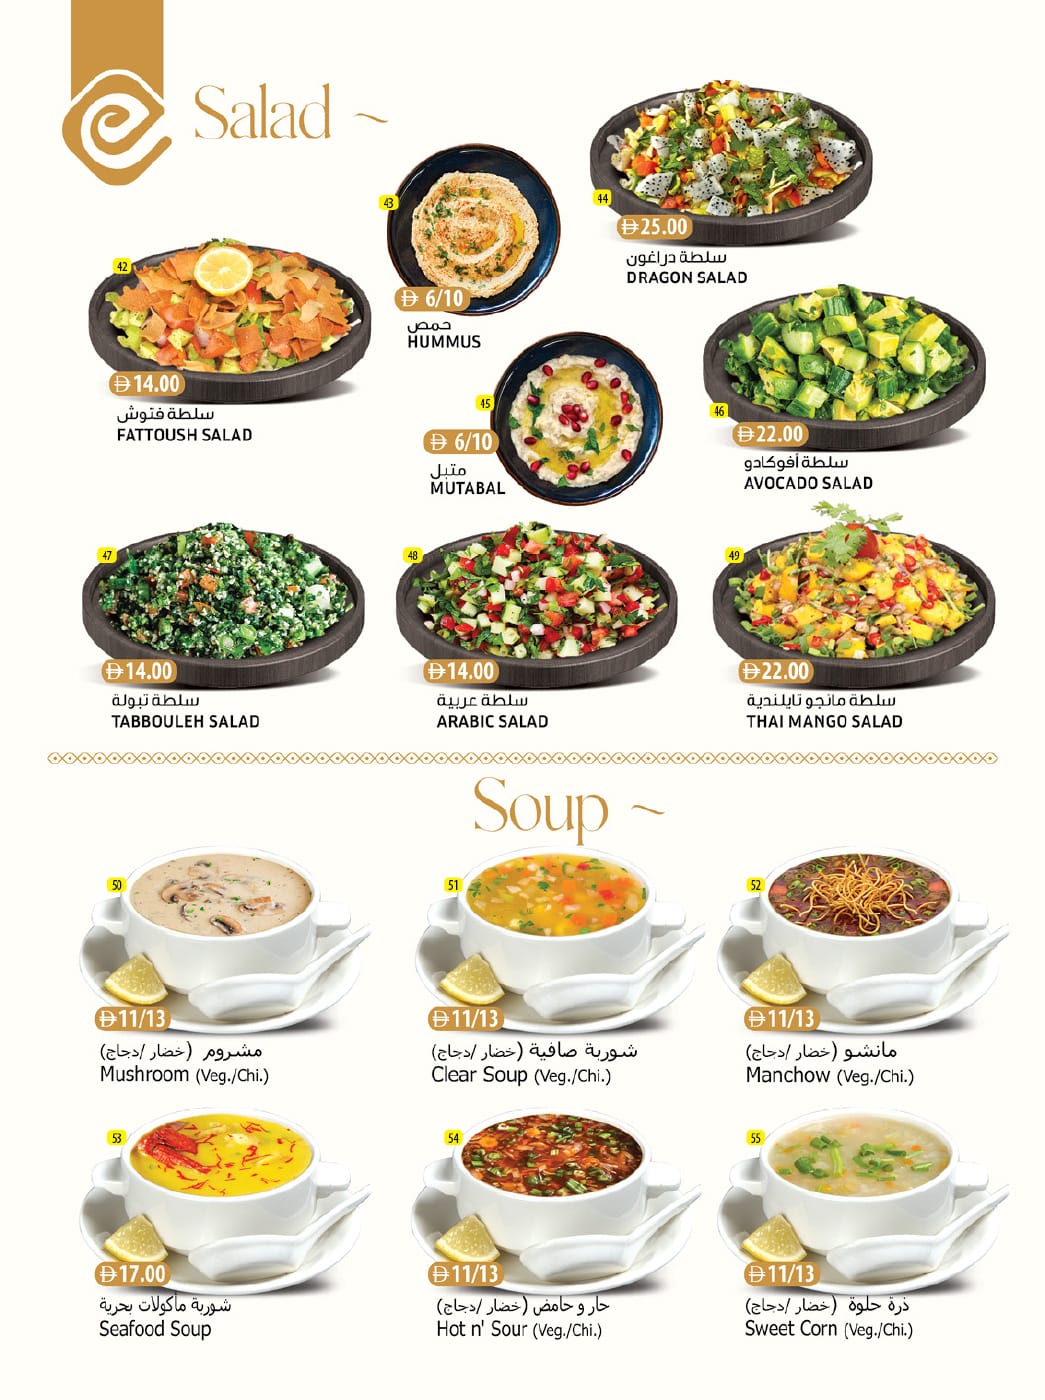 Salad ~
44
25.00
سلطة دراغون
DRAGON SALAD
43
6/10
حمص
HUMMUS
42
14.00
سلطة فتوش
FATTOUSH SALAD
45
6/10
متبل
MUTABAL
46
22.00
سلطة أفوكادو
AVOCADO SALAD
47
14.00
سلطة تبولة
TABBOULEH SALAD
48
14.00
سلطة عربية
ARABIC SALAD
49
22.00
سلطة مانجو تايلندية
THAI MANGO SALAD
Soup ~
50
11/13
مشروم (خضار /دجاج)
Mushroom (Veg./Chi.)
51
11/13
شوربة صافية (خضار /دجاج)
Clear Soup (Veg./Chi.)
52
11/13
مانشو (خضار /دجاج)
Manchow (Veg./Chi.)
53
17.00
شوربة مأكولات بحرية
Seafood Soup
54
11/13
حار و حامض (خضار /دجاج)
Hot n' Sour (Veg./Chi.)
55
11/13
ذرة حلوة (خضار /دجاج)
Sweet Corn (Veg./Chi.)